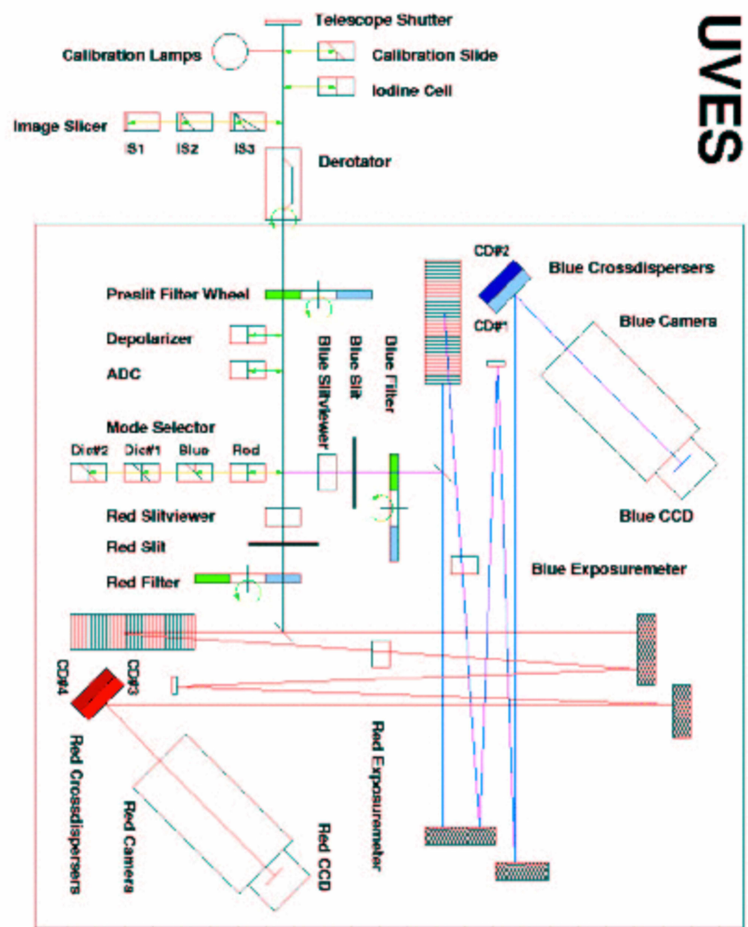 UVES
Telescope Shutter
Calibration Lamps
Calibration Slide
Iodine Cell
Image Slicer
IS1
IS2
IS3
Derotator
CD#2
Preslit Filter Wheel
Blue Crossdispersers
CD#1
Blue Camera
Depolarizer
ADC
Blue Slitviewer
Blue Slit
Blue Filter
Mode Selector
Dic#2
Dic#1
Blue
Red
Red Slitviewer
Blue CCD
Red Slit
Blue Exposuremeter
Red Filter
CD#4
CD#3
Red Crossdispersers
Red Camera
Red CCD
Red Exposuremeter